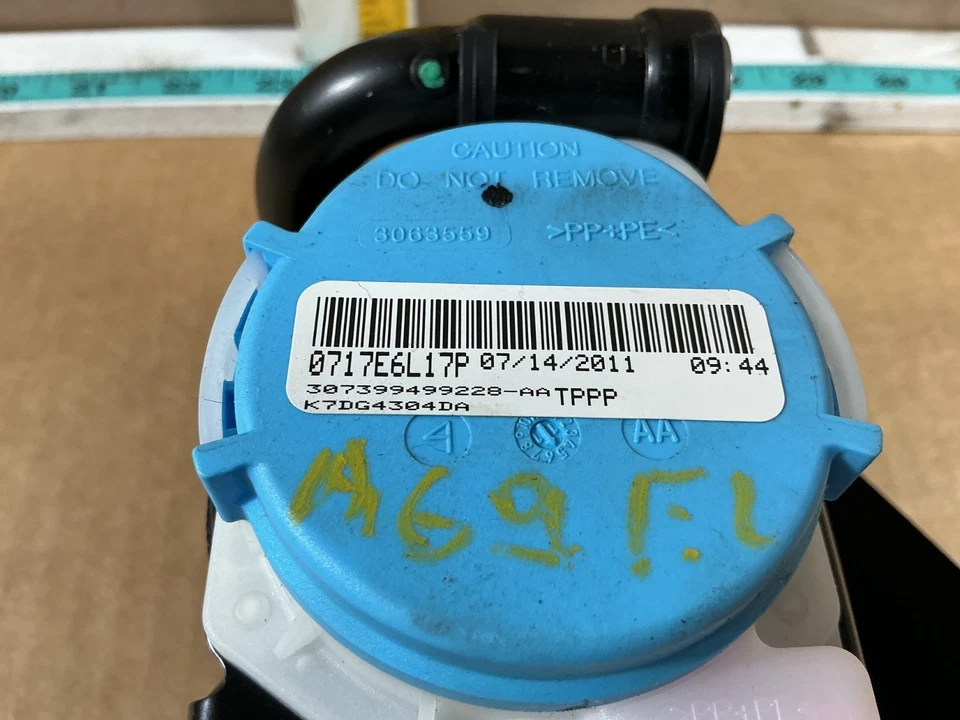 CAUTION
DO NOT REMOVE
3063559 >PP+PE<
0717E6L17P 07/14/2011 09:44
307399499228-AA TPPP
K7DG4304DA
AA
A69 F.L